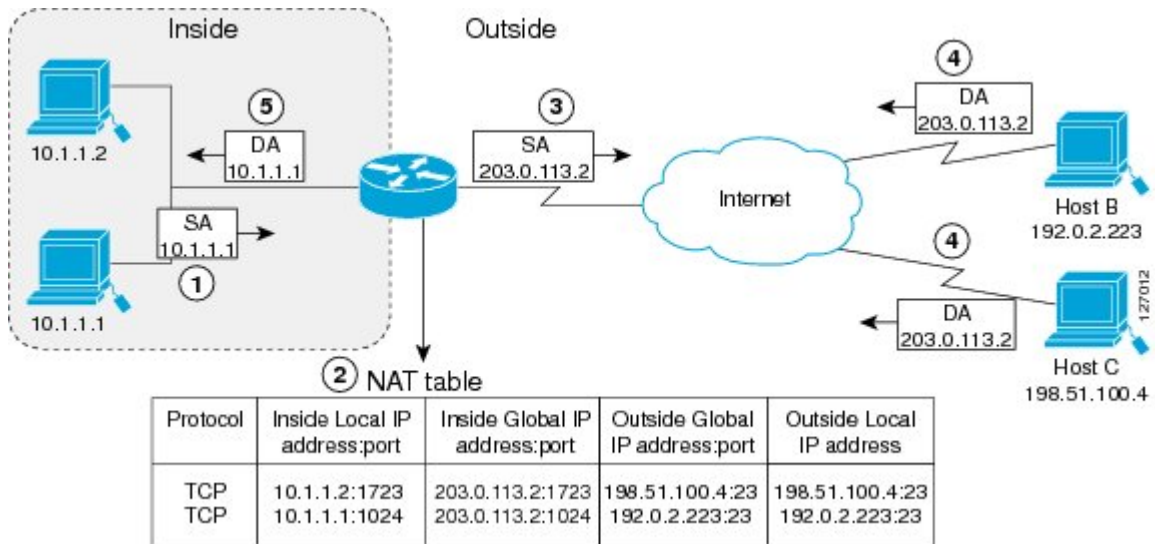 Inside
Outside
10.1.1.2
10.1.1.1
5
DA
10.1.1.1
SA
10.1.1.1
1
3
SA
203.0.113.2
Internet
4
DA
203.0.113.2
Host B
192.0.2.223
4
DA
203.0.113.2
Host C
198.51.100.4
127012
2 NAT table
Protocol
Inside Local IP
address:port
Inside Global IP
address:port
Outside Global
IP address:port
Outside Local
IP address
TCP 10.1.1.2:1723 203.0.113.2:1723 198.51.100.4:23 198.51.100.4:23
TCP 10.1.1.1:1024 203.0.113.2:1024 192.0.2.223:23 192.0.2.223:23